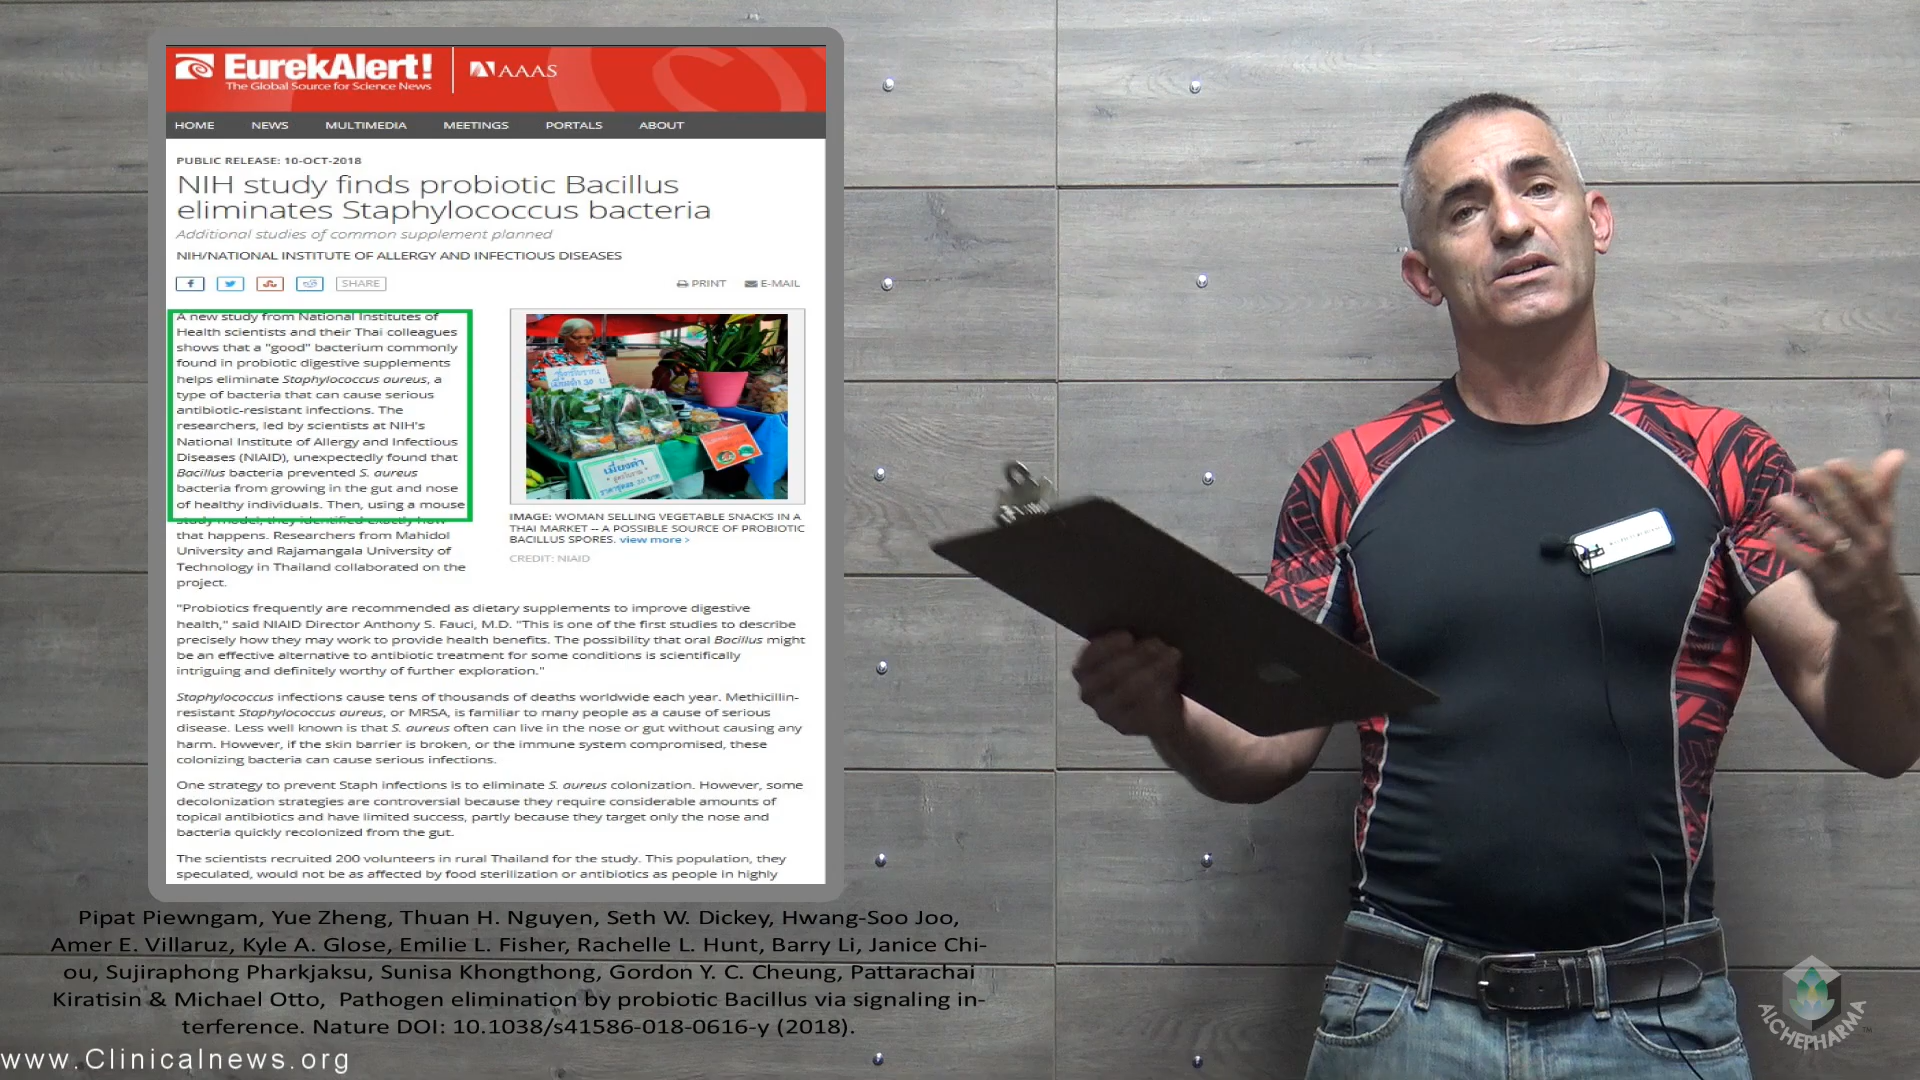 EurekAlert! AAAS
The Global Source for Science News
HOME NEWS MULTIMEDIA MEETINGS PORTALS ABOUT
PUBLIC RELEASE: 10-OCT-2018
NIH study finds probiotic Bacillus
eliminates Staphylococcus bacteria
Additional studies of common supplement planned
NIH/NATIONAL INSTITUTE OF ALLERGY AND INFECTIOUS DISEASES
SHARE PRINT E-MAIL
A new study from National Institutes of
Health scientists and their Thai colleagues
shows that a "good" bacterium commonly
found in probiotic digestive supplements
helps eliminate Staphylococcus aureus, a
type of bacteria that can cause serious
antibiotic-resistant infections. The
researchers, led by scientists at NIH's
National Institute of Allergy and Infectious
Diseases (NIAID), unexpectedly found that
Bacillus bacteria prevented S. aureus
bacteria from growing in the gut and nose
of healthy individuals. Then, using a mouse
study model, they identified exactly how
that happens. Researchers from Mahidol
University and Rajamangala University of
Technology in Thailand collaborated on the
project.
เมี่ยงคำ
IMAGE: WOMAN SELLING VEGETABLE SNACKS IN A
THAI MARKET -- A POSSIBLE SOURCE OF PROBIOTIC
BACILLUS SPORES. view more >
CREDIT: NIAID
"Probiotics frequently are recommended as dietary supplements to improve digestive
health," said NIAID Director Anthony S. Fauci, M.D. "This is one of the first studies to describe
precisely how they may work to provide health benefits. The possibility that oral Bacillus might
be an effective alternative to antibiotic treatment for some conditions is scientifically
intriguing and definitely worthy of further exploration."
Staphylococcus infections cause tens of thousands of deaths worldwide each year. Methicillin-
resistant Staphylococcus aureus, or MRSA, is familiar to many people as a cause of serious
disease. Less well known is that S. aureus often can live in the nose or gut without causing any
harm. However, if the skin barrier is broken, or the immune system compromised, these
colonizing bacteria can cause serious infections.
One strategy to prevent Staph infections is to eliminate S. aureus colonization. However, some
decolonization strategies are controversial because they require considerable amounts of
topical antibiotics and have limited success, partly because they target only the nose and
bacteria quickly recolonized from the gut.
The scientists recruited 200 volunteers in rural Thailand for the study. This population, they
speculated, would not be as affected by food sterilization or antibiotics as people in highly
Pipat Piewngam, Yue Zheng, Thuan H. Nguyen, Seth W. Dickey, Hwang-Soo Joo,
Amer E. Villaruz, Kyle A. Glose, Emilie L. Fisher, Rachelle L. Hunt, Barry Li, Janice Chi-
ou, Sujiraphong Pharkjaksu, Sunisa Khongthong, Gordon Y. C. Cheung, Pattarachai
Kiratisin & Michael Otto, Pathogen elimination by probiotic Bacillus via signaling in-
terference. Nature DOI: 10.1038/s41586-018-0616-y (2018).
www.Clinicalnews.org
ALCHEPHARMA TM